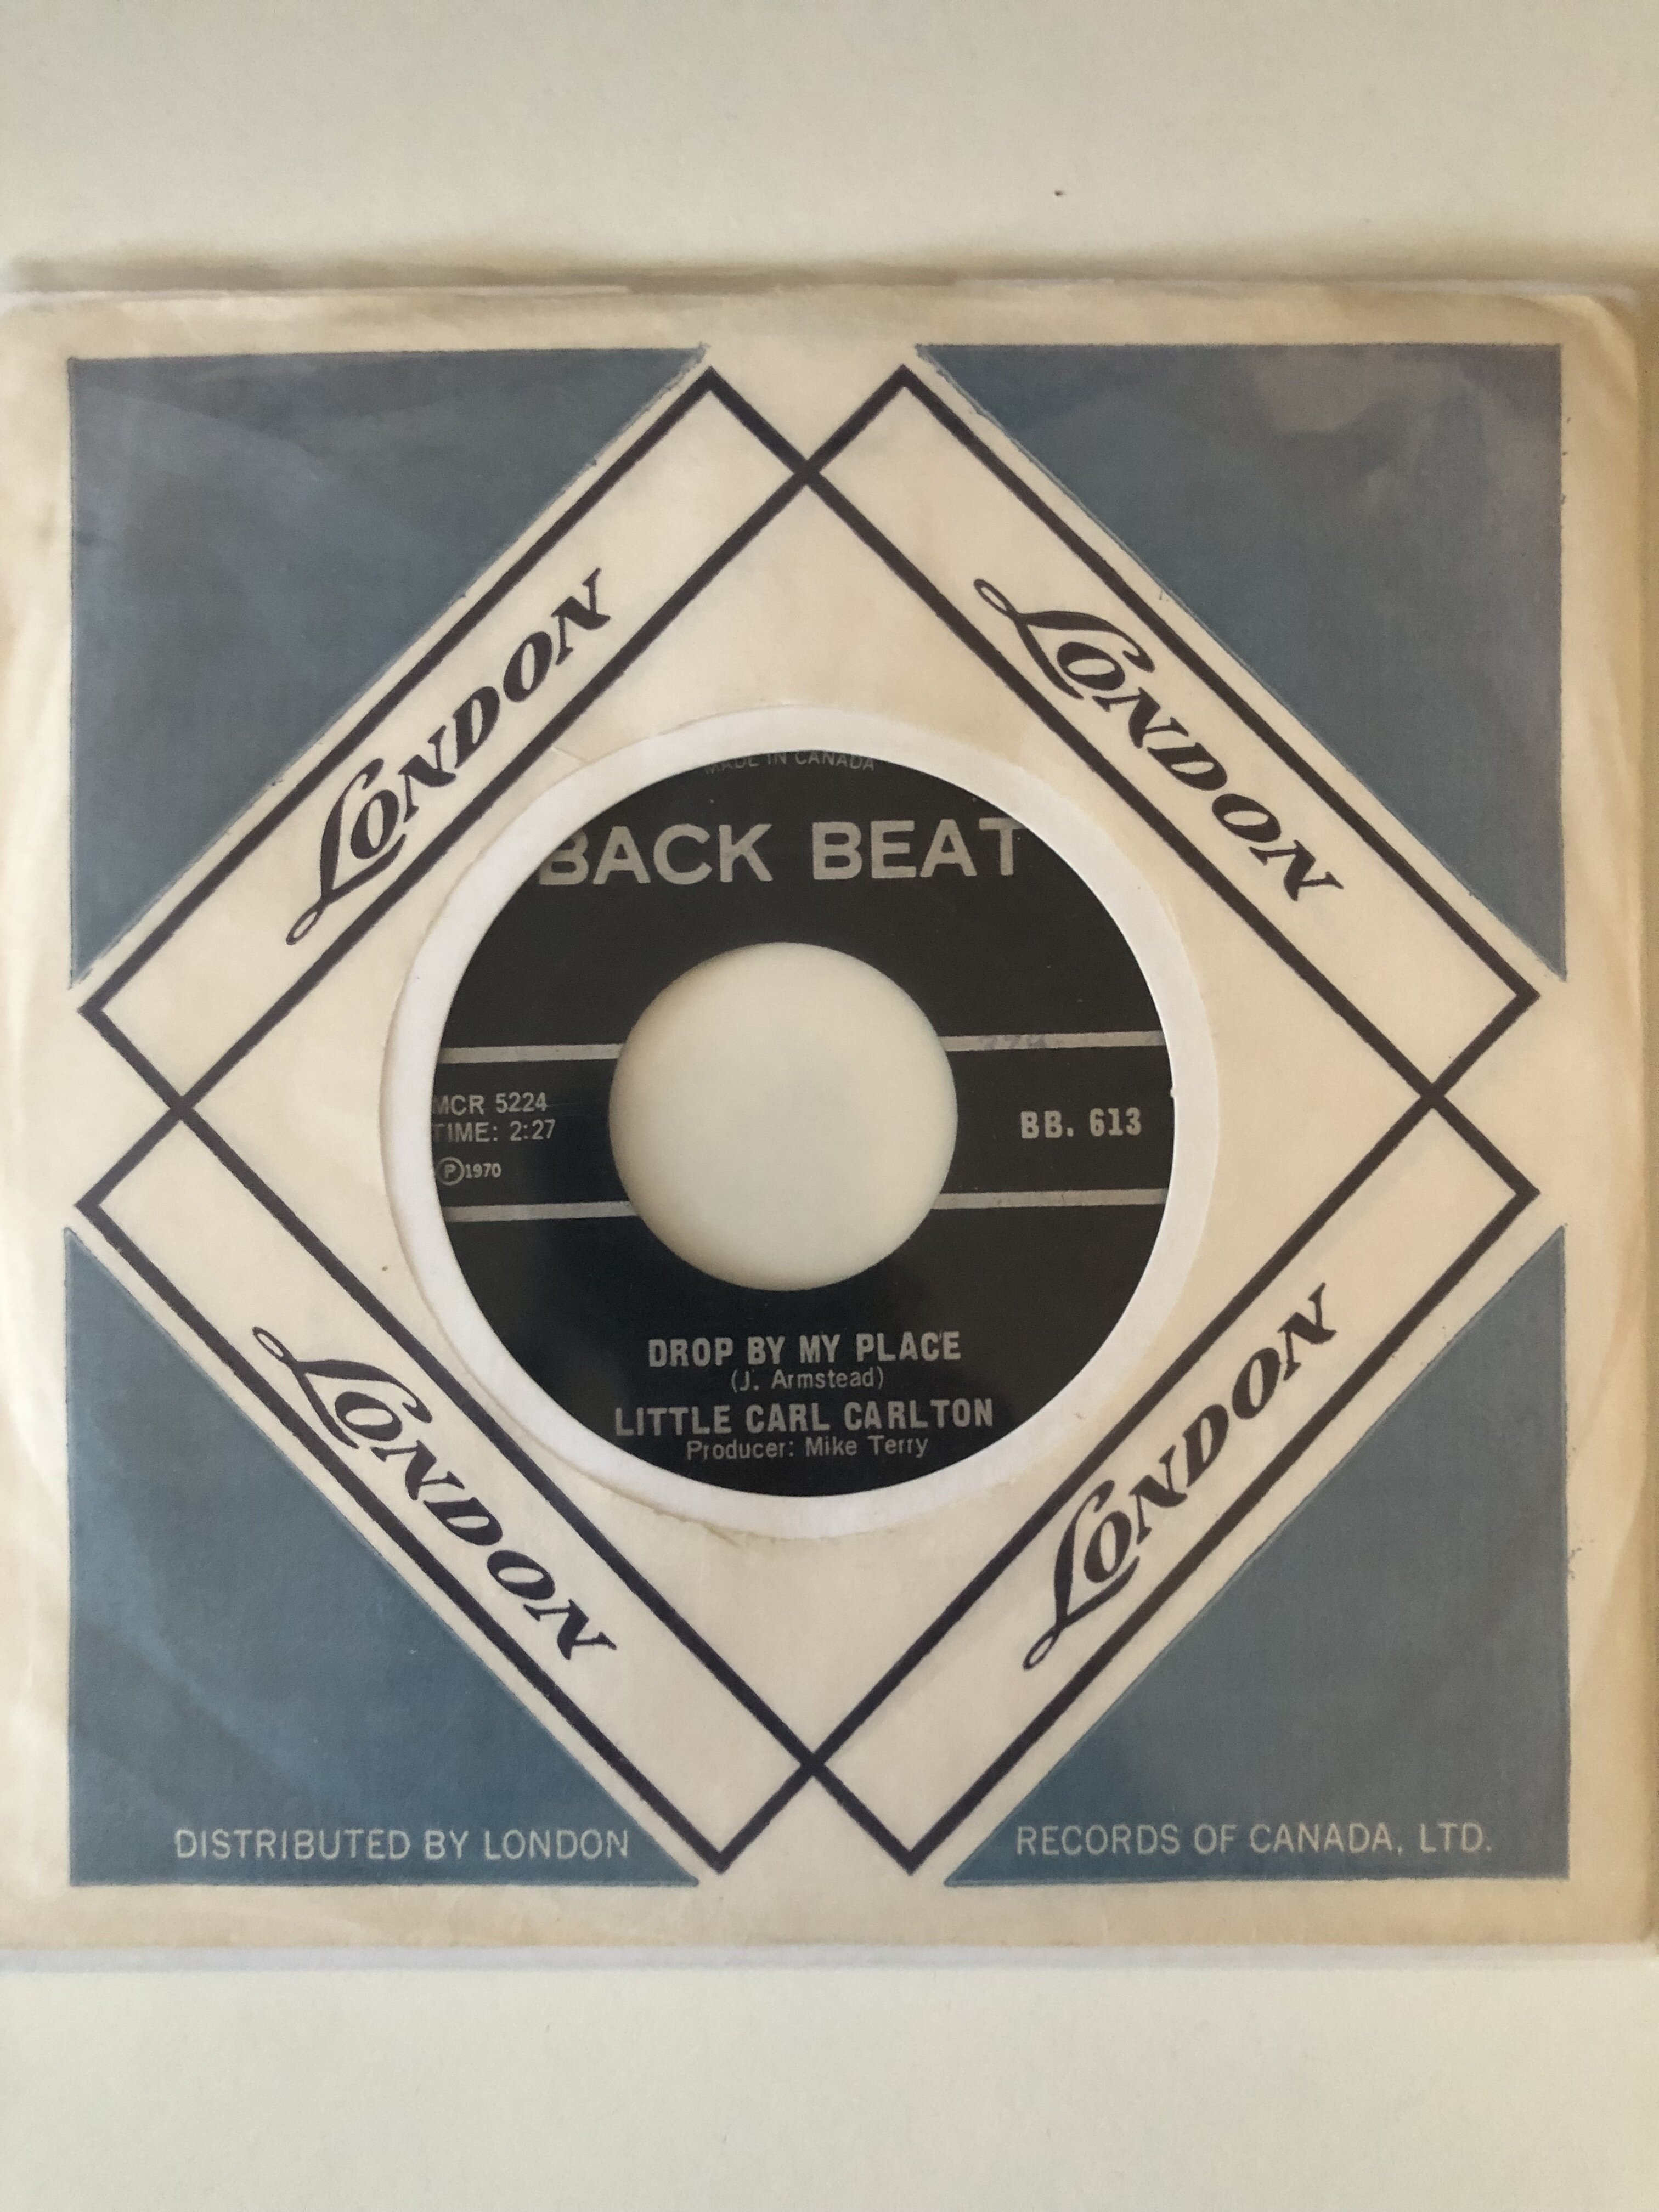 LONDON
LONDON
MADE IN CANADA
BACK BEAT
MCR 5224
TIME: 2:27
Ⓟ1970
BB. 613
DROP BY MY PLACE
(J. Armstead)
LITTLE CARL CARLTON
Producer: Mike Terry
LONDON
LONDON
DISTRIBUTED BY LONDON
RECORDS OF CANADA, LTD.